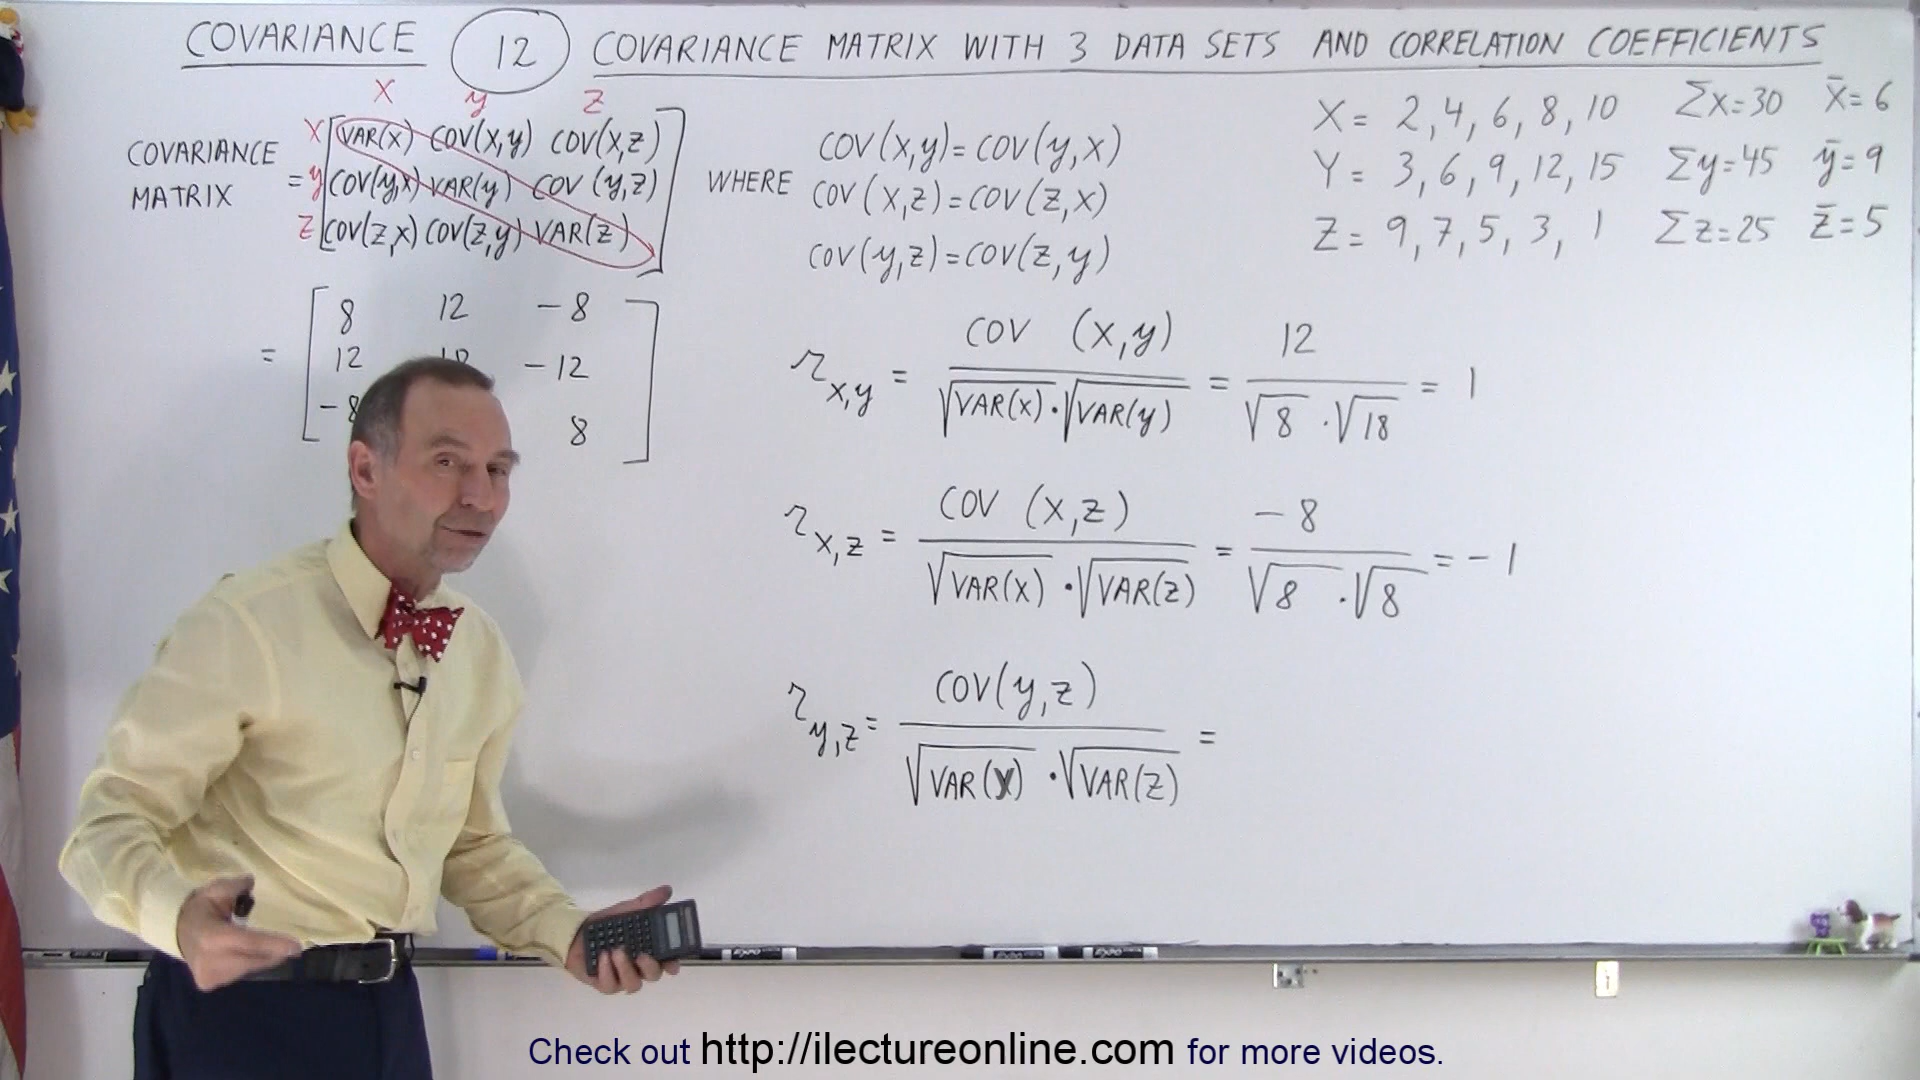 COVARIANCE 12 COVARIANCE MATRIX WITH 3 DATA SETS AND CORRELATION COEFFICIENTS
x y z
COVARIANCE MATRIX =
x [VAR(x) COV(x,y) COV(x,z)]
y [COV(y,x) VAR(y) COV(y,z)]
z [COV(z,x) COV(z,y) VAR(z)]
WHERE
COV(x,y)=COV(y,x)
COV(x,z)=COV(z,x)
COV(y,z)=COV(z,y)
X = 2, 4, 6, 8, 10 Σx=30 x̄=6
Y = 3, 6, 9, 12, 15 Σy=45 ȳ=9
Z = 9, 7, 5, 3, 1 Σz=25 z̄=5
= [8 12 -8
12 -12
-8 8]
r x,y = COV (x,y) / √VAR(x)·√VAR(y) = 12 / √8 · √18 = 1
r x,z = COV (x,z) / √VAR(x)·√VAR(z) = -8 / √8 · √8 = -1
r y,z = COV(y,z) / √VAR(y)·√VAR(z) =
Check out http://ilectureonline.com for more videos.